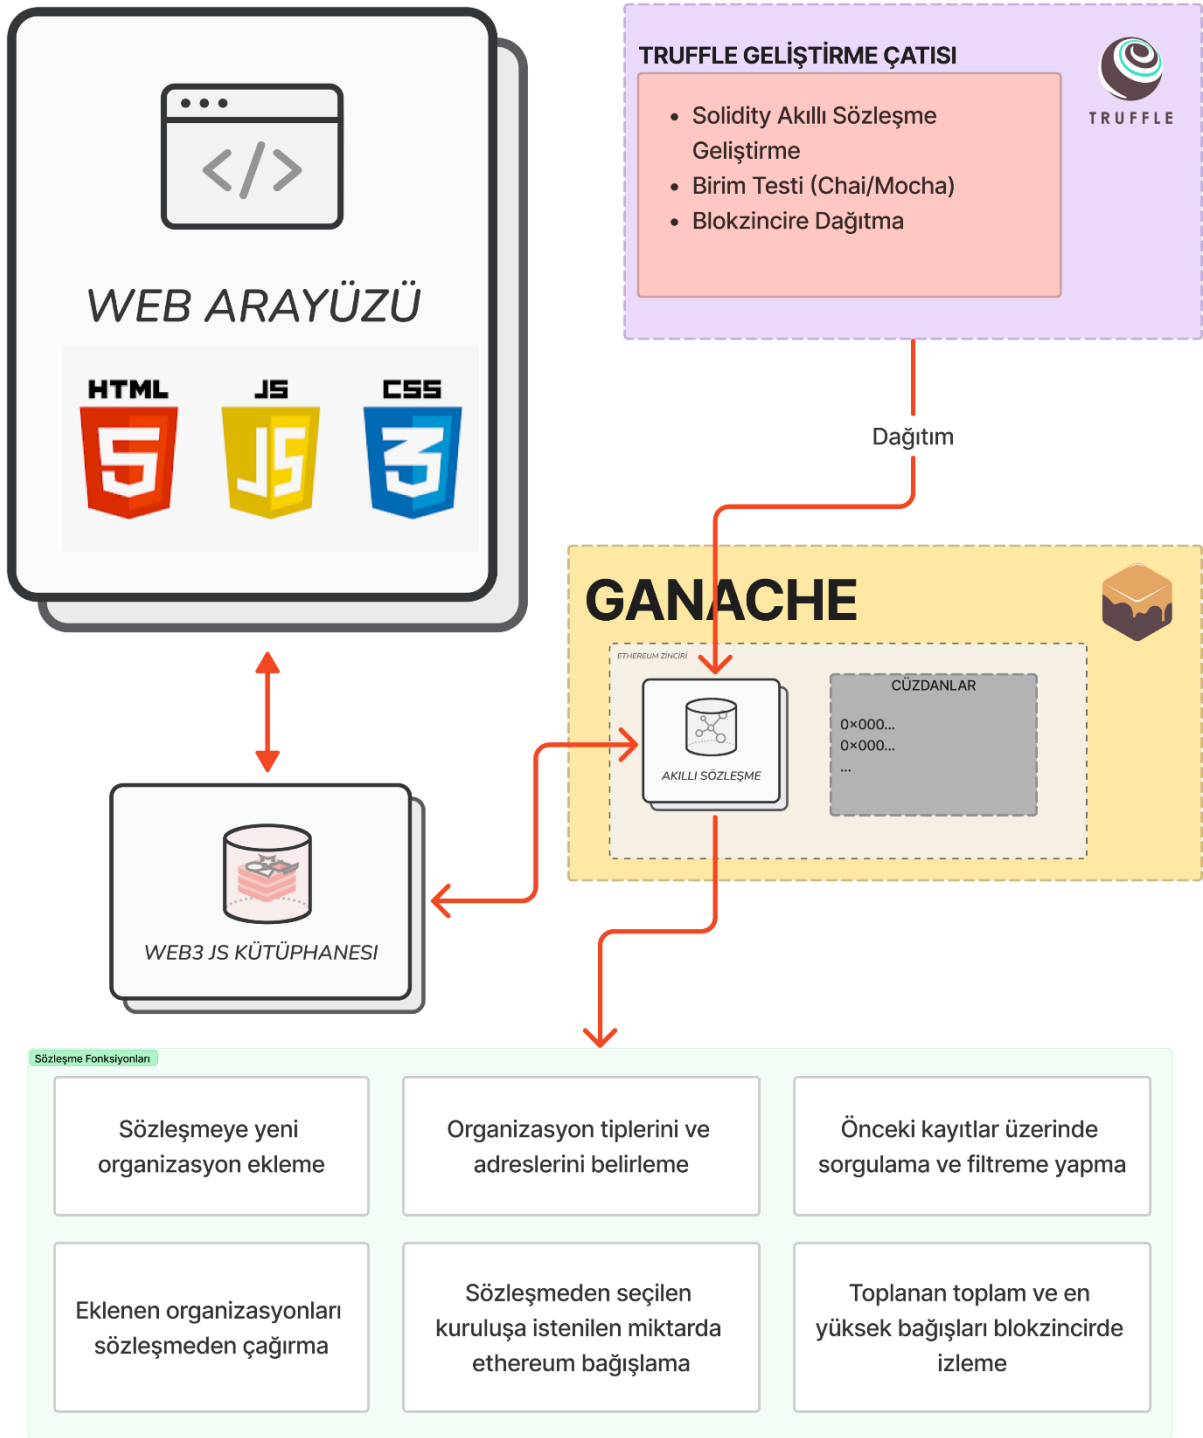 WEB ARAYÜZÜ
HTML
JS
CSS
5
JS
3
TRUFFLE GELİŞTİRME ÇATISI
TRUFFLE
Solidity Akıllı Sözleşme
Geliştirme
Birim Testi (Chai/Mocha)
Blokzincire Dağıtma
Dağıtım
GANACHE
ETHEREUM ZİNCİRİ
AKILLI SÖZLEŞME
CÜZDANLAR
0x000...
0x000...
...
WEB3 JS KÜTÜPHANESI
Sözleşme Fonksiyonları
Sözleşmeye yeni
organizasyon ekleme
Organizasyon tiplerini ve
adreslerini belirleme
Önceki kayıtlar üzerinde
sorgulama ve filtreme yapma
Eklenen organizasyonları
sözleşmeden çağırma
Sözleşmeden seçilen
kuruluşa istenilen miktarda
ethereum bağışlama
Toplanan toplam ve en
yüksek bağışları blokzincirde
izleme